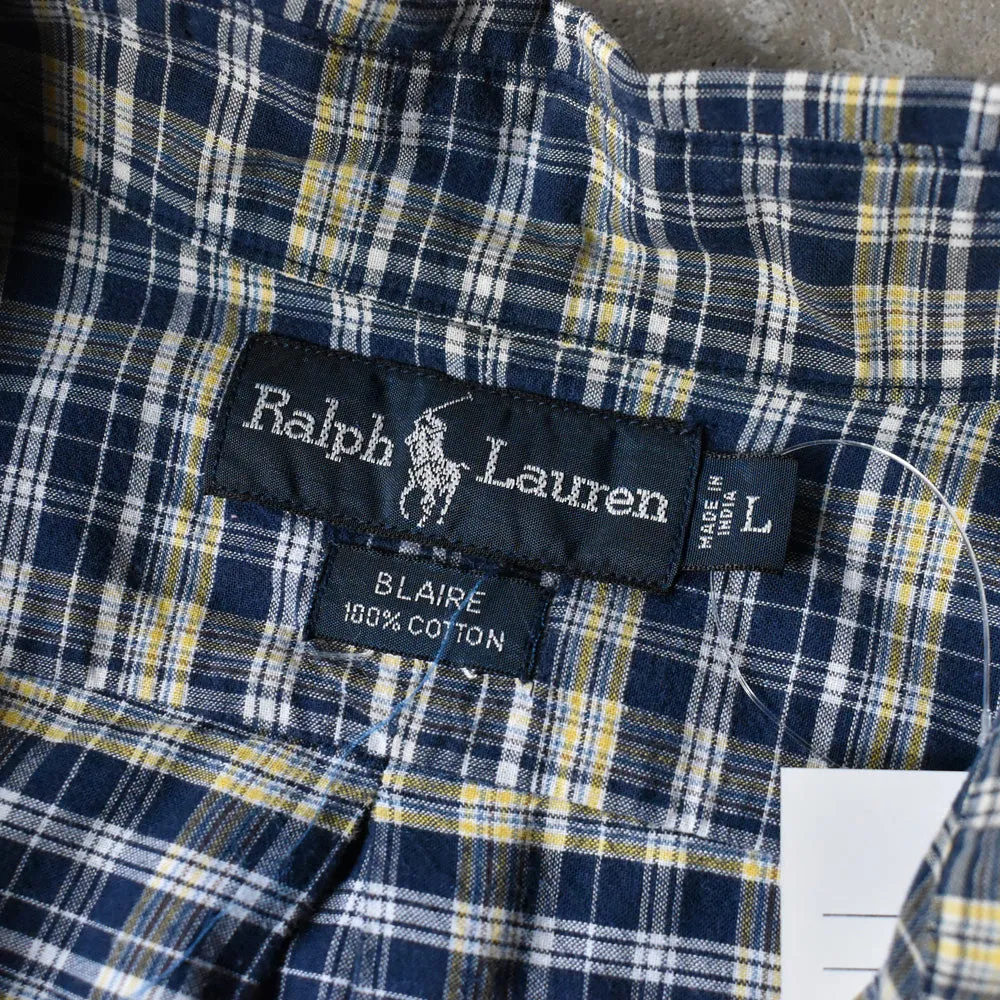 Ralph Lauren
MADE IN
INDIA
L
BLAIRE
100% COTTON